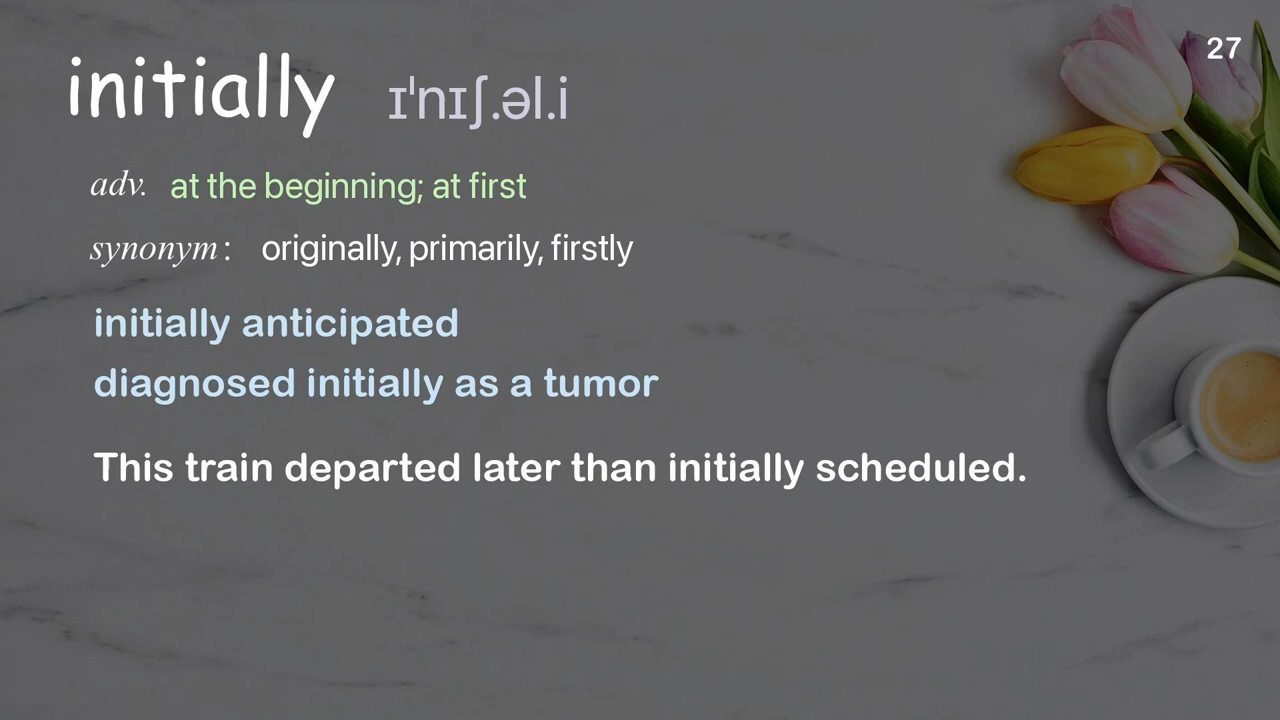 27
initially ɪˈnɪʃ.əl.i
adv. at the beginning; at first
synonym: originally, primarily, firstly
initially anticipated
diagnosed initially as a tumor
This train departed later than initially scheduled.